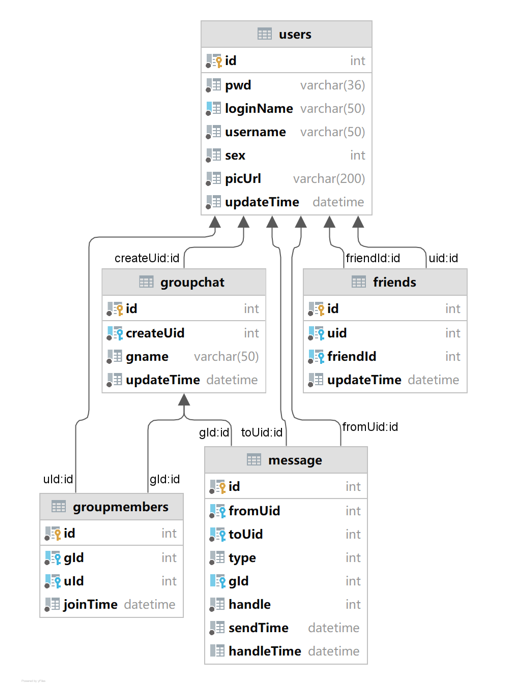 users
id int
pwd varchar(36)
loginName varchar(50)
username varchar(50)
sex int
picUrl varchar(200)
updateTime datetime
createUid:id
friendId:id
uid:id
groupchat
id int
createUid int
gname varchar(50)
updateTime datetime
friends
id int
uid int
friendId int
updateTime datetime
uId:id
gId:id
gId:id
toUid:id
fromUid:id
groupmembers
id int
gId int
uId int
joinTime datetime
message
id int
fromUid int
toUid int
type int
gId int
handle int
sendTime datetime
handleTime datetime